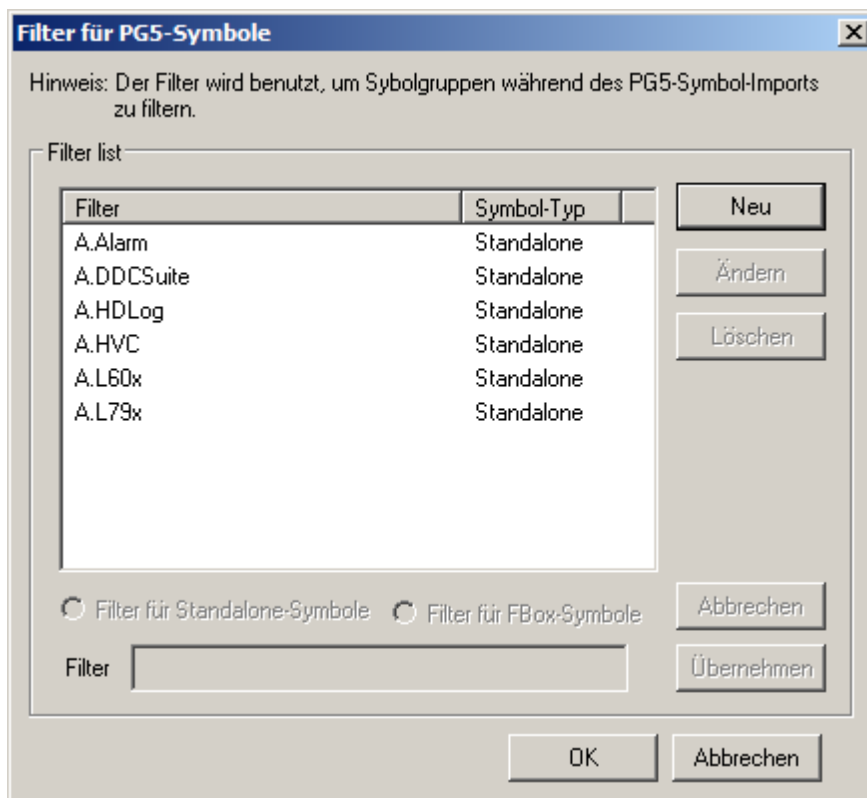 Filter für PG5-Symbole
Hinweis: Der Filter wird benutzt, um Sybolgruppen während des PG5-Symbol-Imports
zu filtern.
Filter list
Filter Symbol-Typ
A.Alarm Standalone
A.DDCSuite Standalone
A.HDLog Standalone
A.HVC Standalone
A.L60x Standalone
A.L79x Standalone
Neu
Ändern
Löschen
Filter für Standalone-Symbole Filter für FBox-Symbole
Abbrechen
Filter
Übernehmen
OK Abbrechen